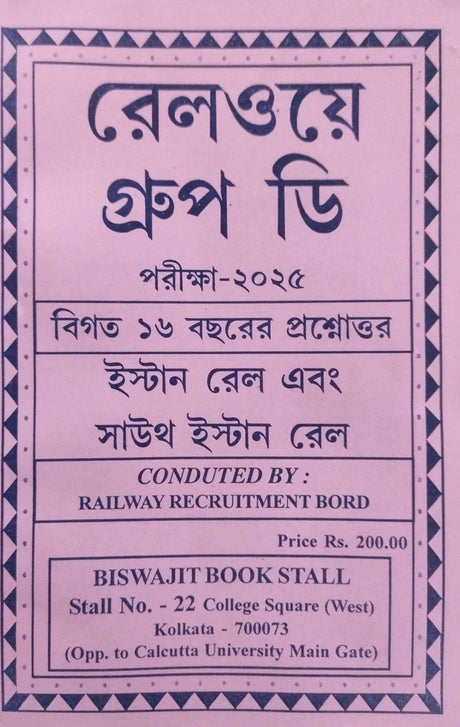 রেলওয়ে
গ্রুপ ডি
পরীক্ষা-২০২৫
বিগত ১৬ বছরের প্রশ্নোত্তর
ইস্টান রেল এবং
সাউথ ইস্টান রেল
CONDUTED BY :
RAILWAY RECRUITMENT BORD
Price Rs. 200.00
BISWAJIT BOOK STALL
Stall No. - 22 College Square (West)
Kolkata - 700073
(Opp. to Calcutta University Main Gate)